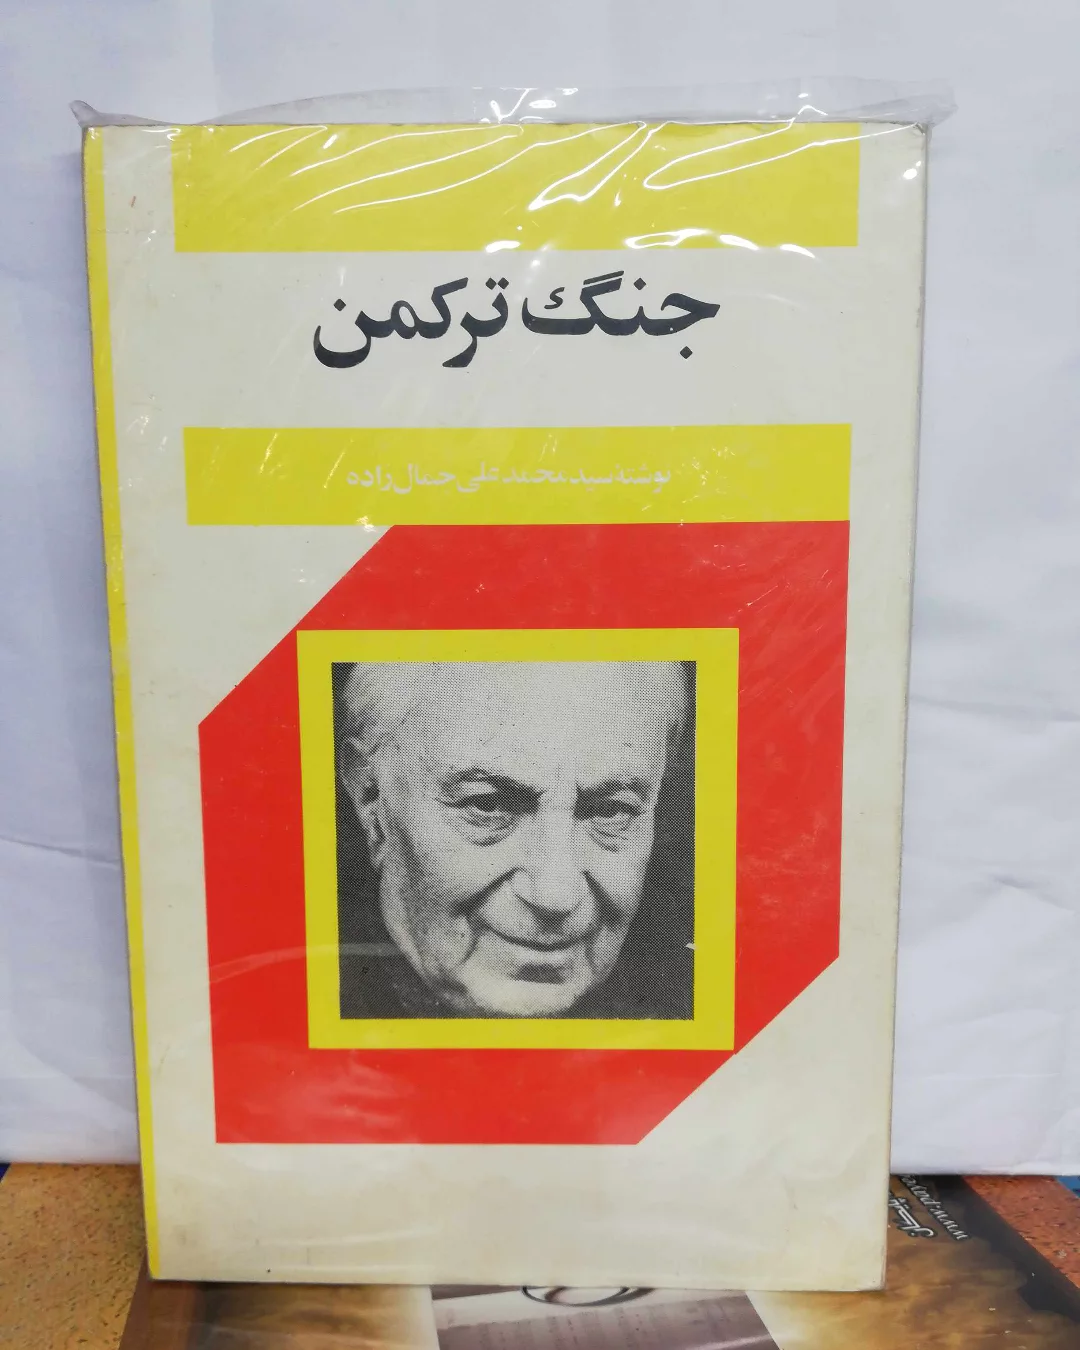 جنگ ترکمن
نوشته سید محمد علی جمال زاده